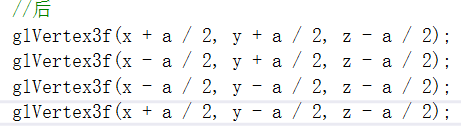 //后
glVertex3f(x + a / 2, y + a / 2, z - a / 2);
glVertex3f(x - a / 2, y + a / 2, z - a / 2);
glVertex3f(x - a / 2, y - a / 2, z - a / 2);
glVertex3f(x + a / 2, y - a / 2, z - a / 2);